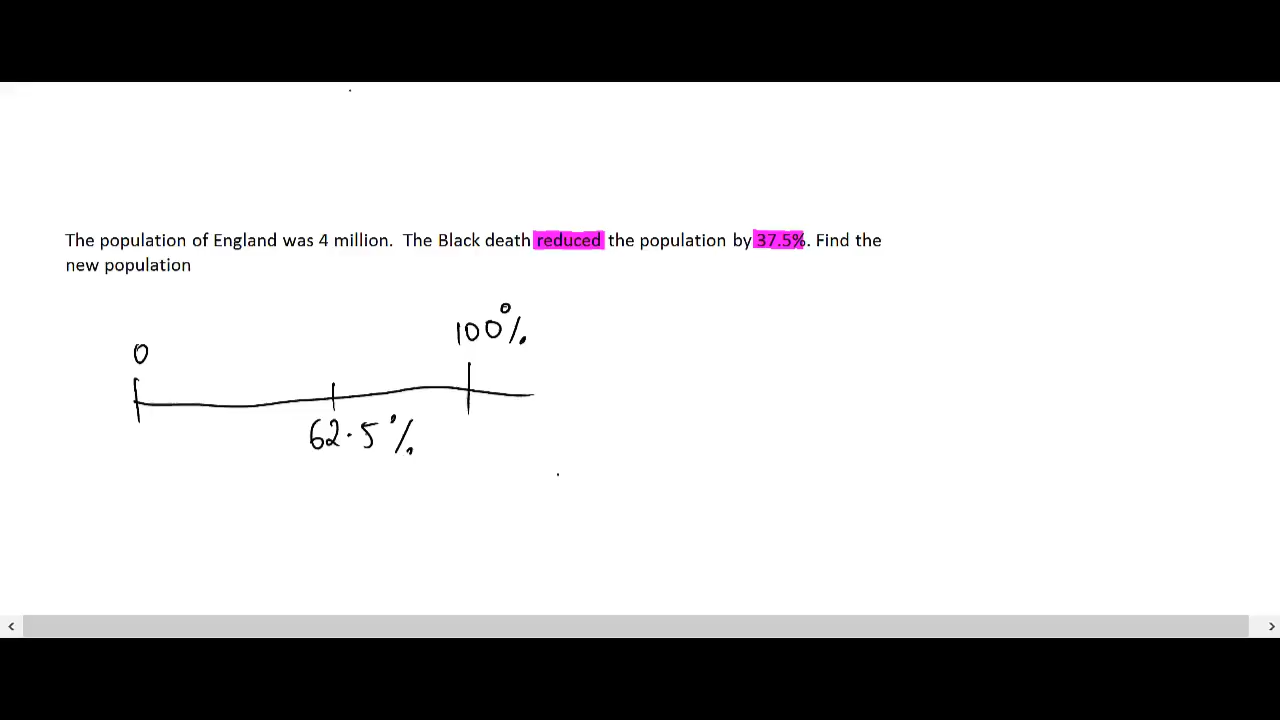 The population of England was 4 million.  The Black death reduced the population by 37.5%. Find the
new population
100%
0
62.5%